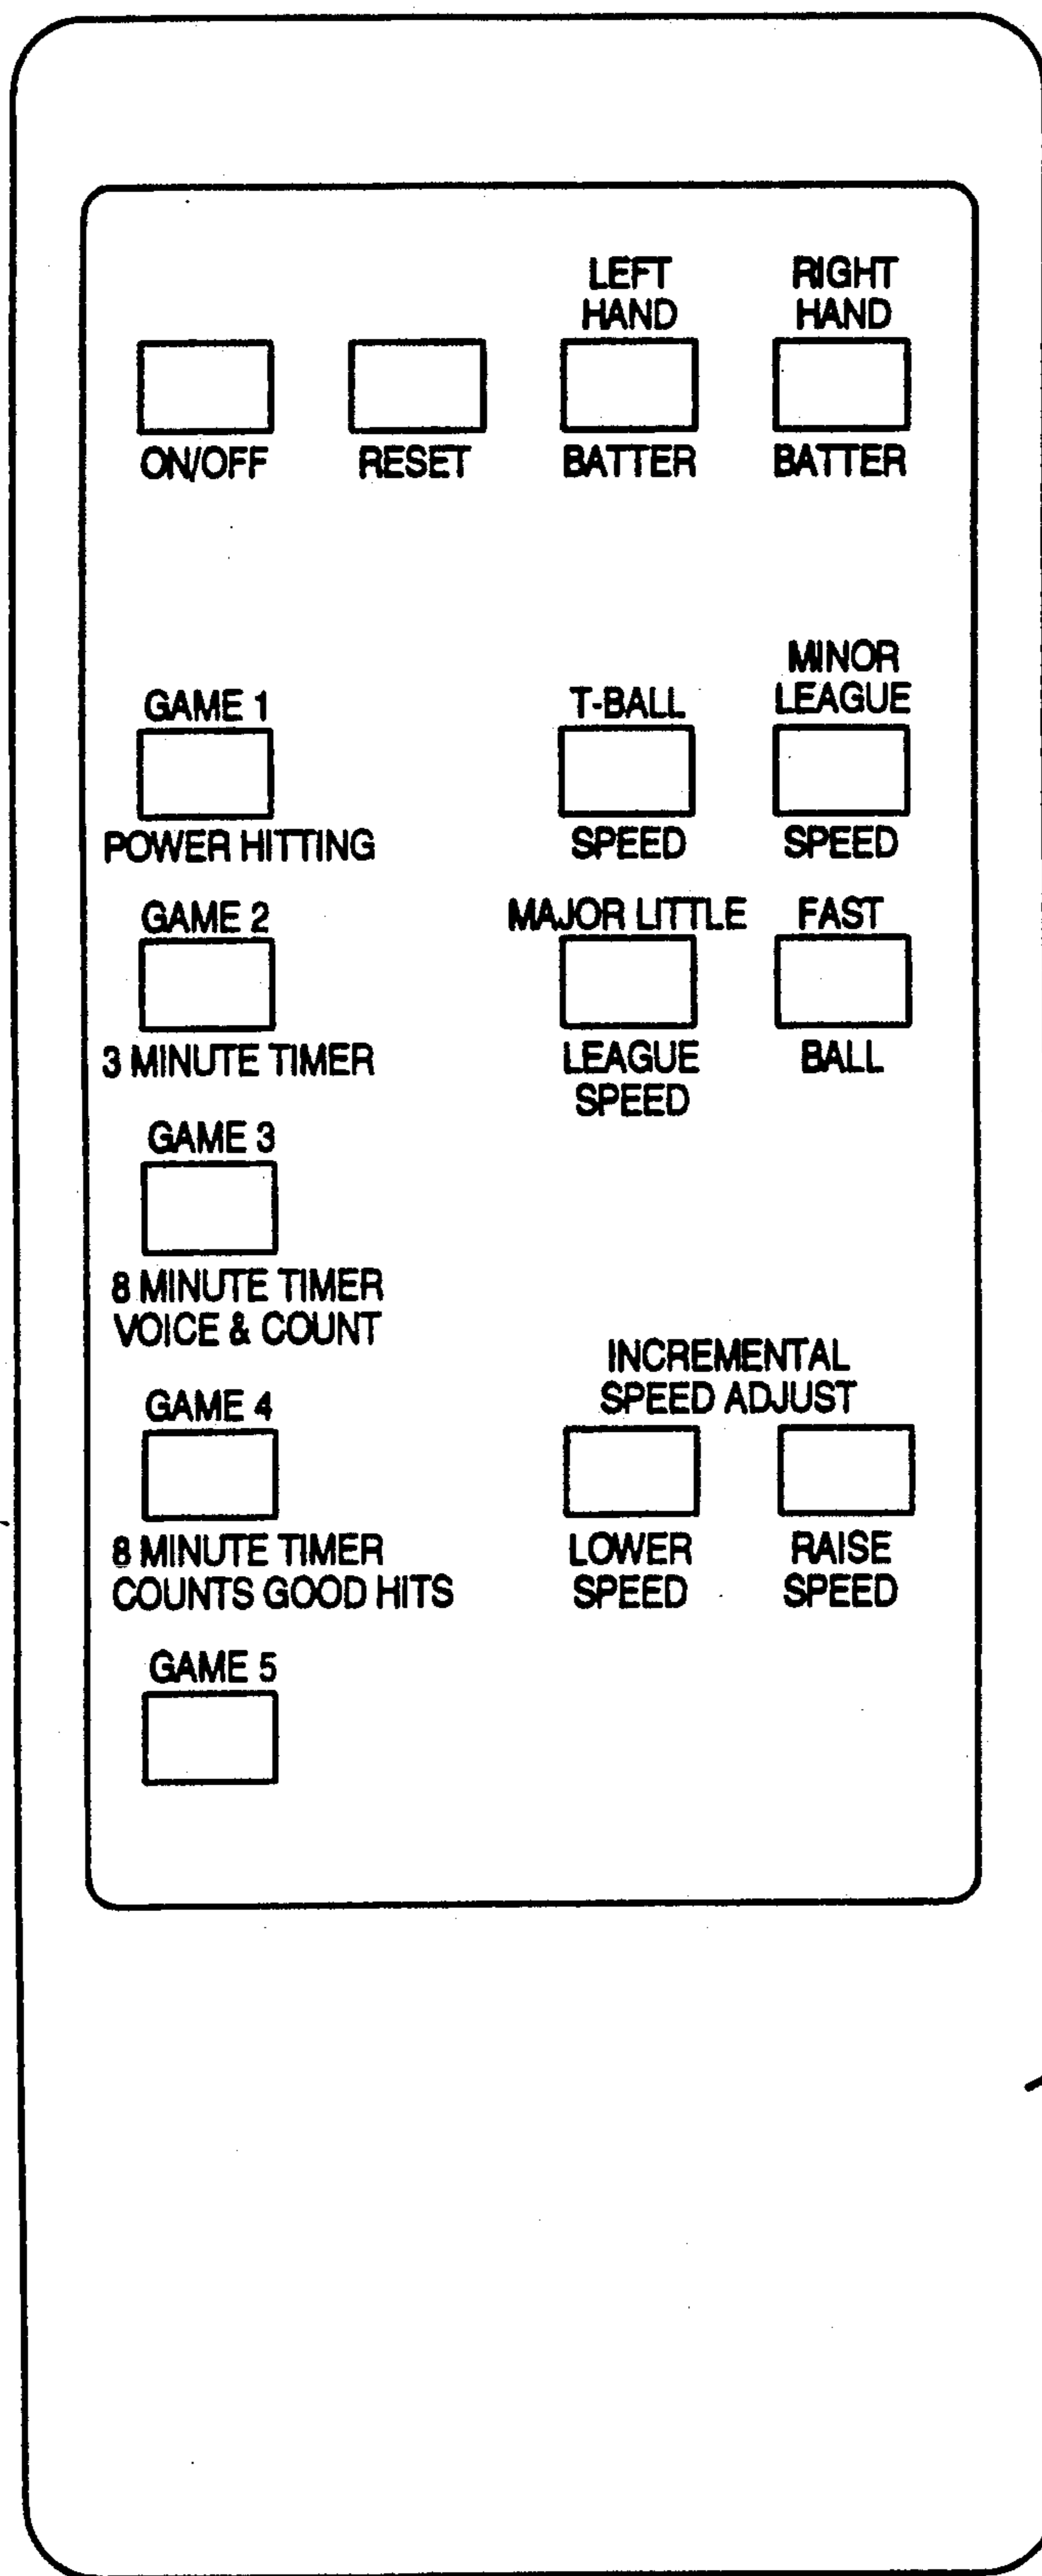 LEFT
HAND
RIGHT
HAND
ON/OFF
RESET
BATTER
BATTER
GAME 1
POWER HITTING
T-BALL
SPEED
MINOR
LEAGUE
SPEED
GAME 2
3 MINUTE TIMER
MAJOR LITTLE
LEAGUE
SPEED
FAST
BALL
GAME 3
8 MINUTE TIMER
VOICE & COUNT
GAME 4
8 MINUTE TIMER
COUNTS GOOD HITS
INCREMENTAL
SPEED ADJUST
LOWER
SPEED
RAISE
SPEED
GAME 5